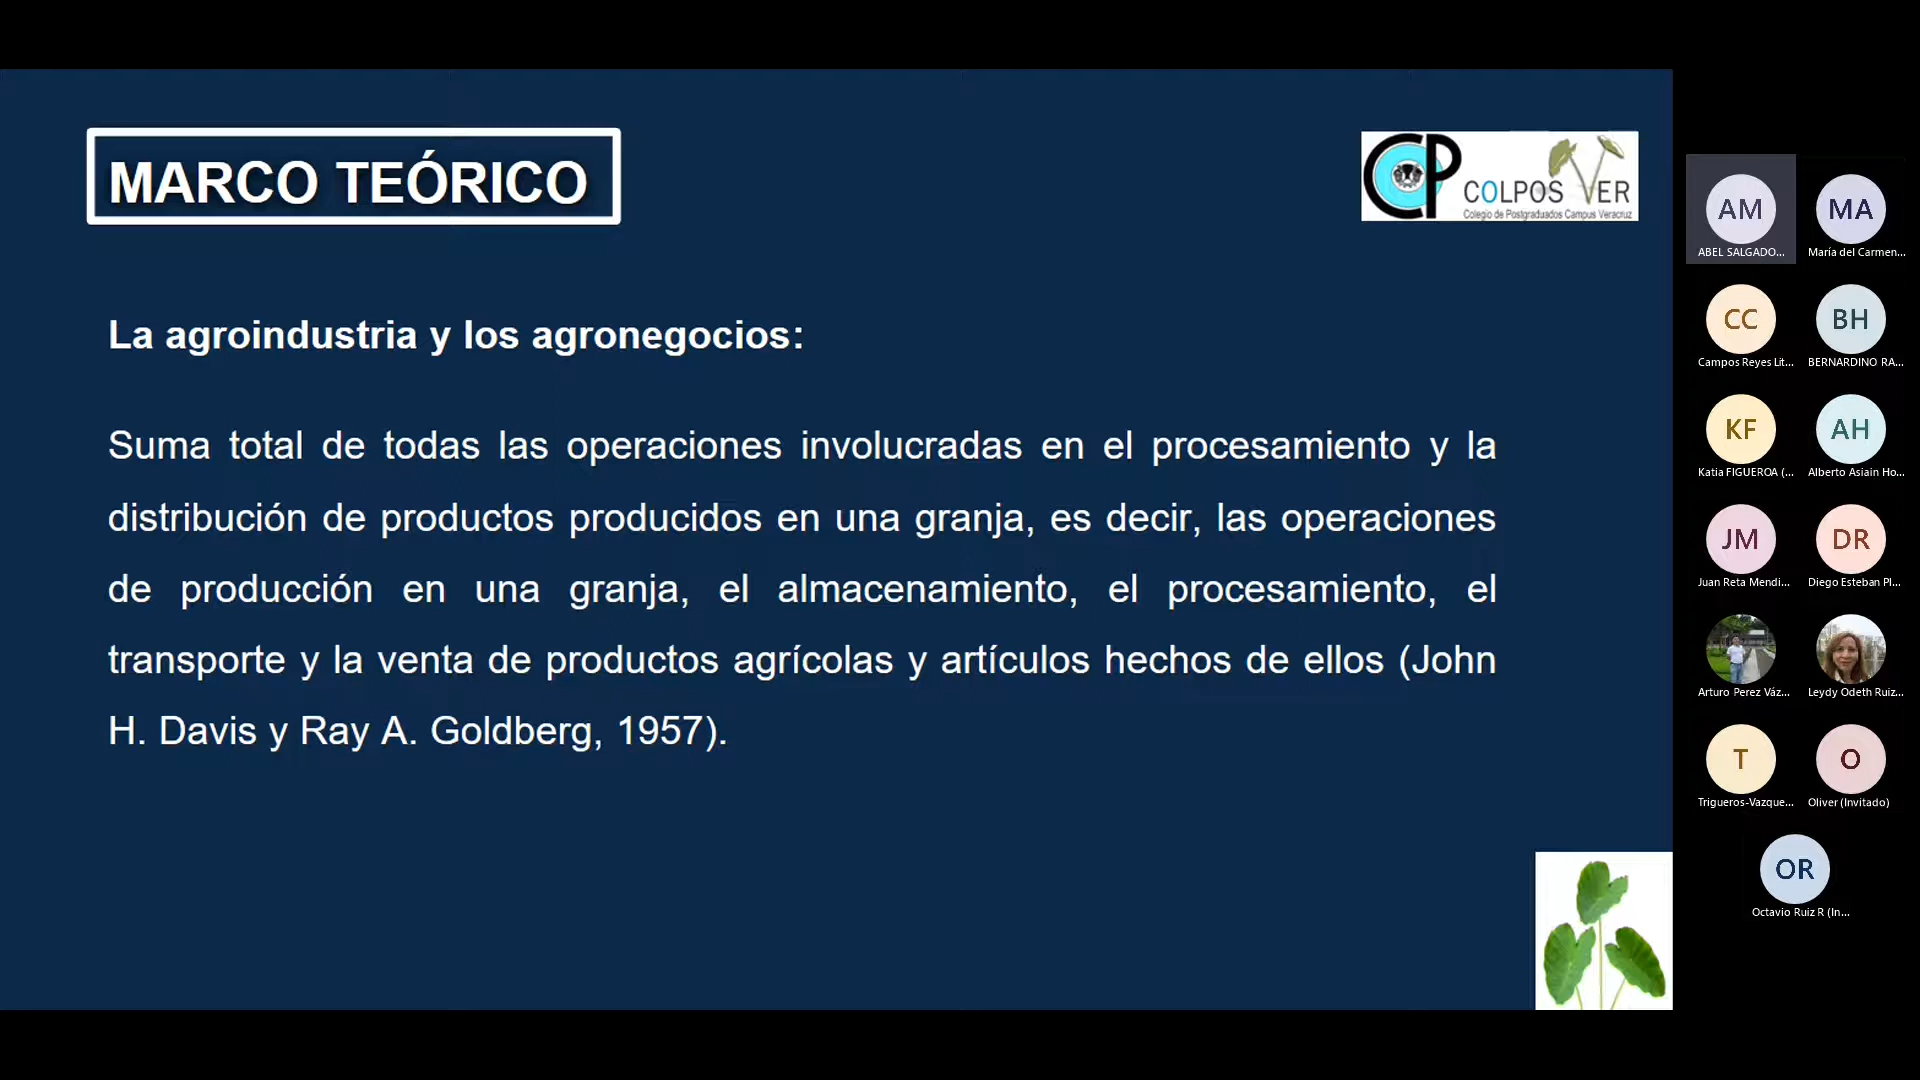 MARCO TEÓRICO
CP COLPOS VER
Colegio de Postgraduados Campus Veracruz
La agroindustria y los agronegocios:
Suma total de todas las operaciones involucradas en el procesamiento y la
distribución de productos producidos en una granja, es decir, las operaciones
de producción en una granja, el almacenamiento, el procesamiento, el
transporte y la venta de productos agrícolas y artículos hechos de ellos (John
H. Davis y Ray A. Goldberg, 1957).
AM
ABEL SALGADO...
MA
María del Carmen...
CC
Campos Reyes Lit...
BH
BERNARDINO RA...
KF
Katia FIGUEROA (...
AH
Alberto Asiain Ho...
JM
Juan Reta Mendi...
DR
Diego Esteban Pl...
Arturo Perez Váz...
Leydy Odeth Ruiz...
T
Trigueros-Vazque...
O
Oliver (Invitado)
OR
Octavio Ruiz R (In...